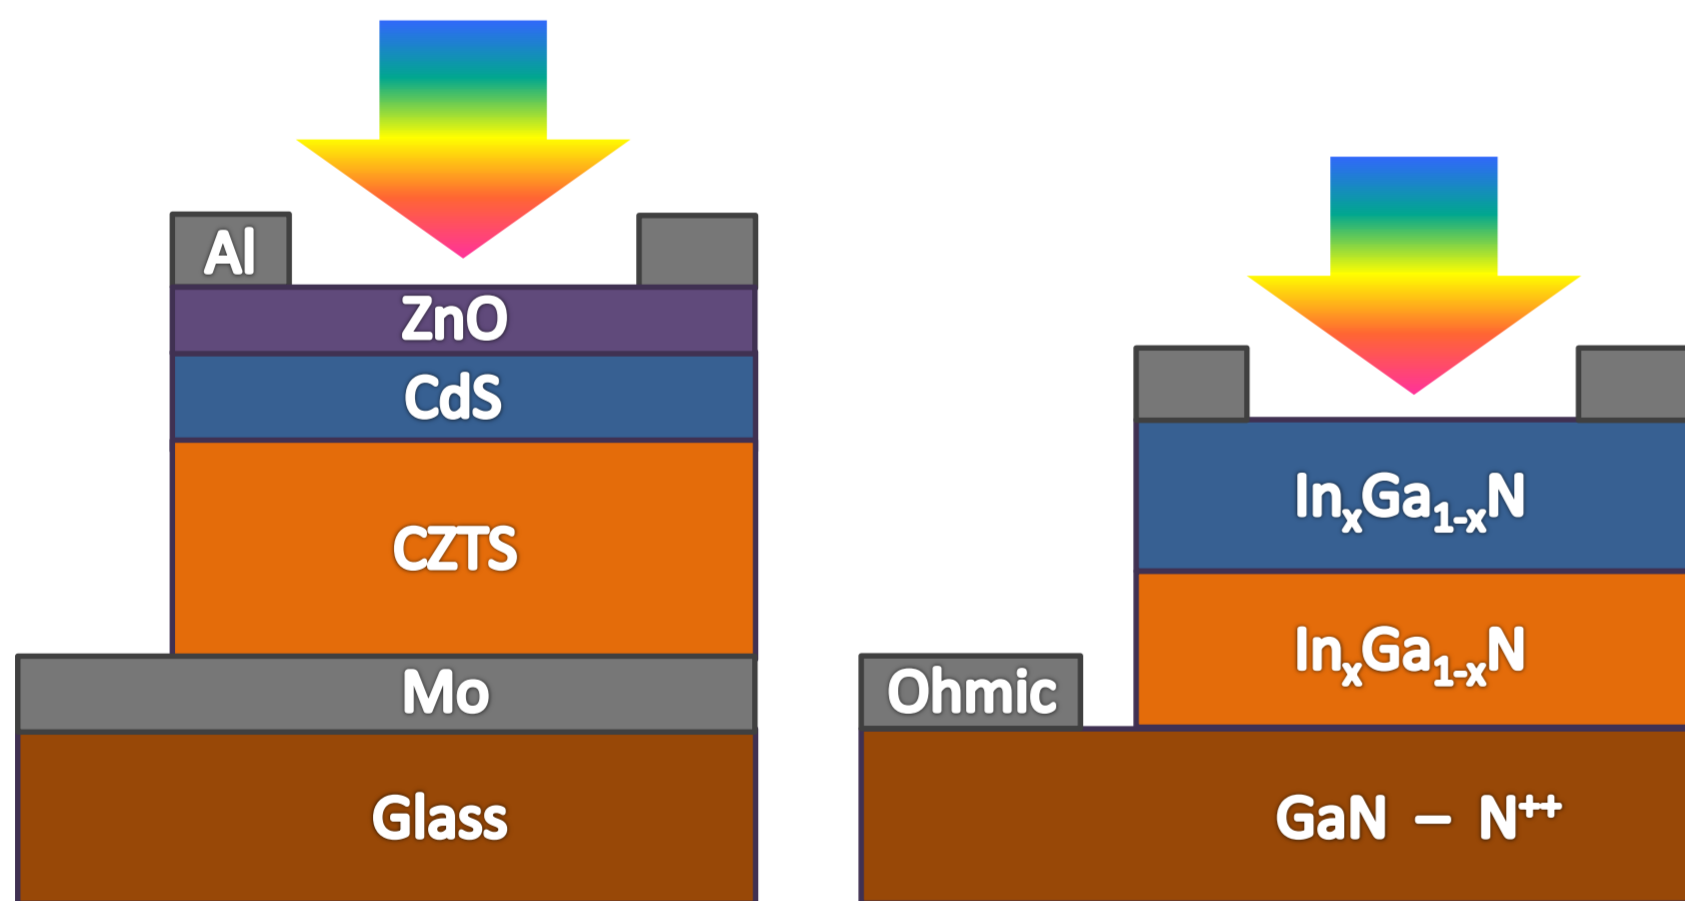 Al
ZnO
CdS
CZTS
Mo
Glass
InₓGa₁₋ₓN
InₓGa₁₋ₓN
Ohmic
GaN – N⁺⁺